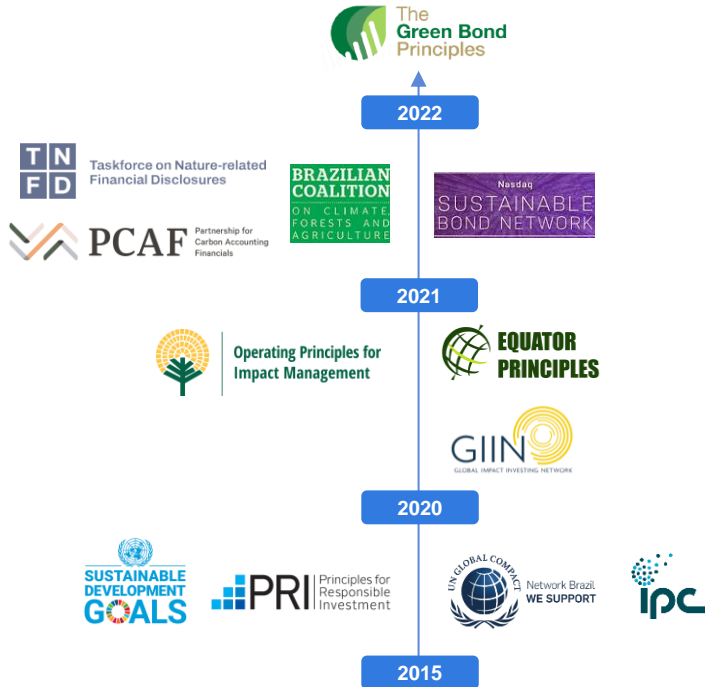 The
Green Bond
Principles
2022
TN
FD
Taskforce on Nature-related
Financial Disclosures
BRAZILIAN
COALITION
ON CLIMATE,
FORESTS AND
AGRICULTURE
Nasdaq
SUSTAINABLE
BOND NETWORK
PCAF
Partnership for
Carbon Accounting
Financials
2021
Operating Principles for
Impact Management
EQUATOR
PRINCIPLES
GIIN
GLOBAL IMPACT INVESTING NETWORK
2020
SUSTAINABLE
DEVELOPMENT
GOALS
PRI
Principles for
Responsible
Investment
UN GLOBAL COMPACT
Network Brazil
WE SUPPORT
ipc
2015